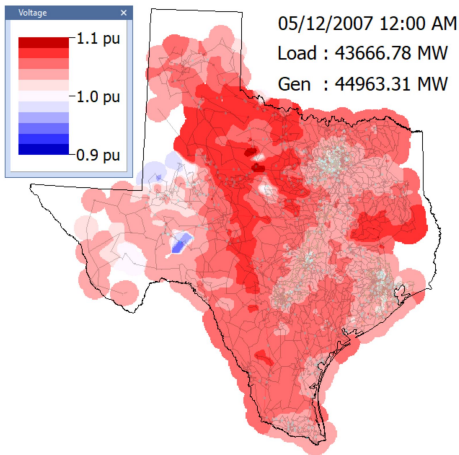 Voltage
05/12/2007 12:00 AM
1.1 pu
Load : 43666.78 MW
Gen : 44963.31 MW
1.0 pu
0.9 pu